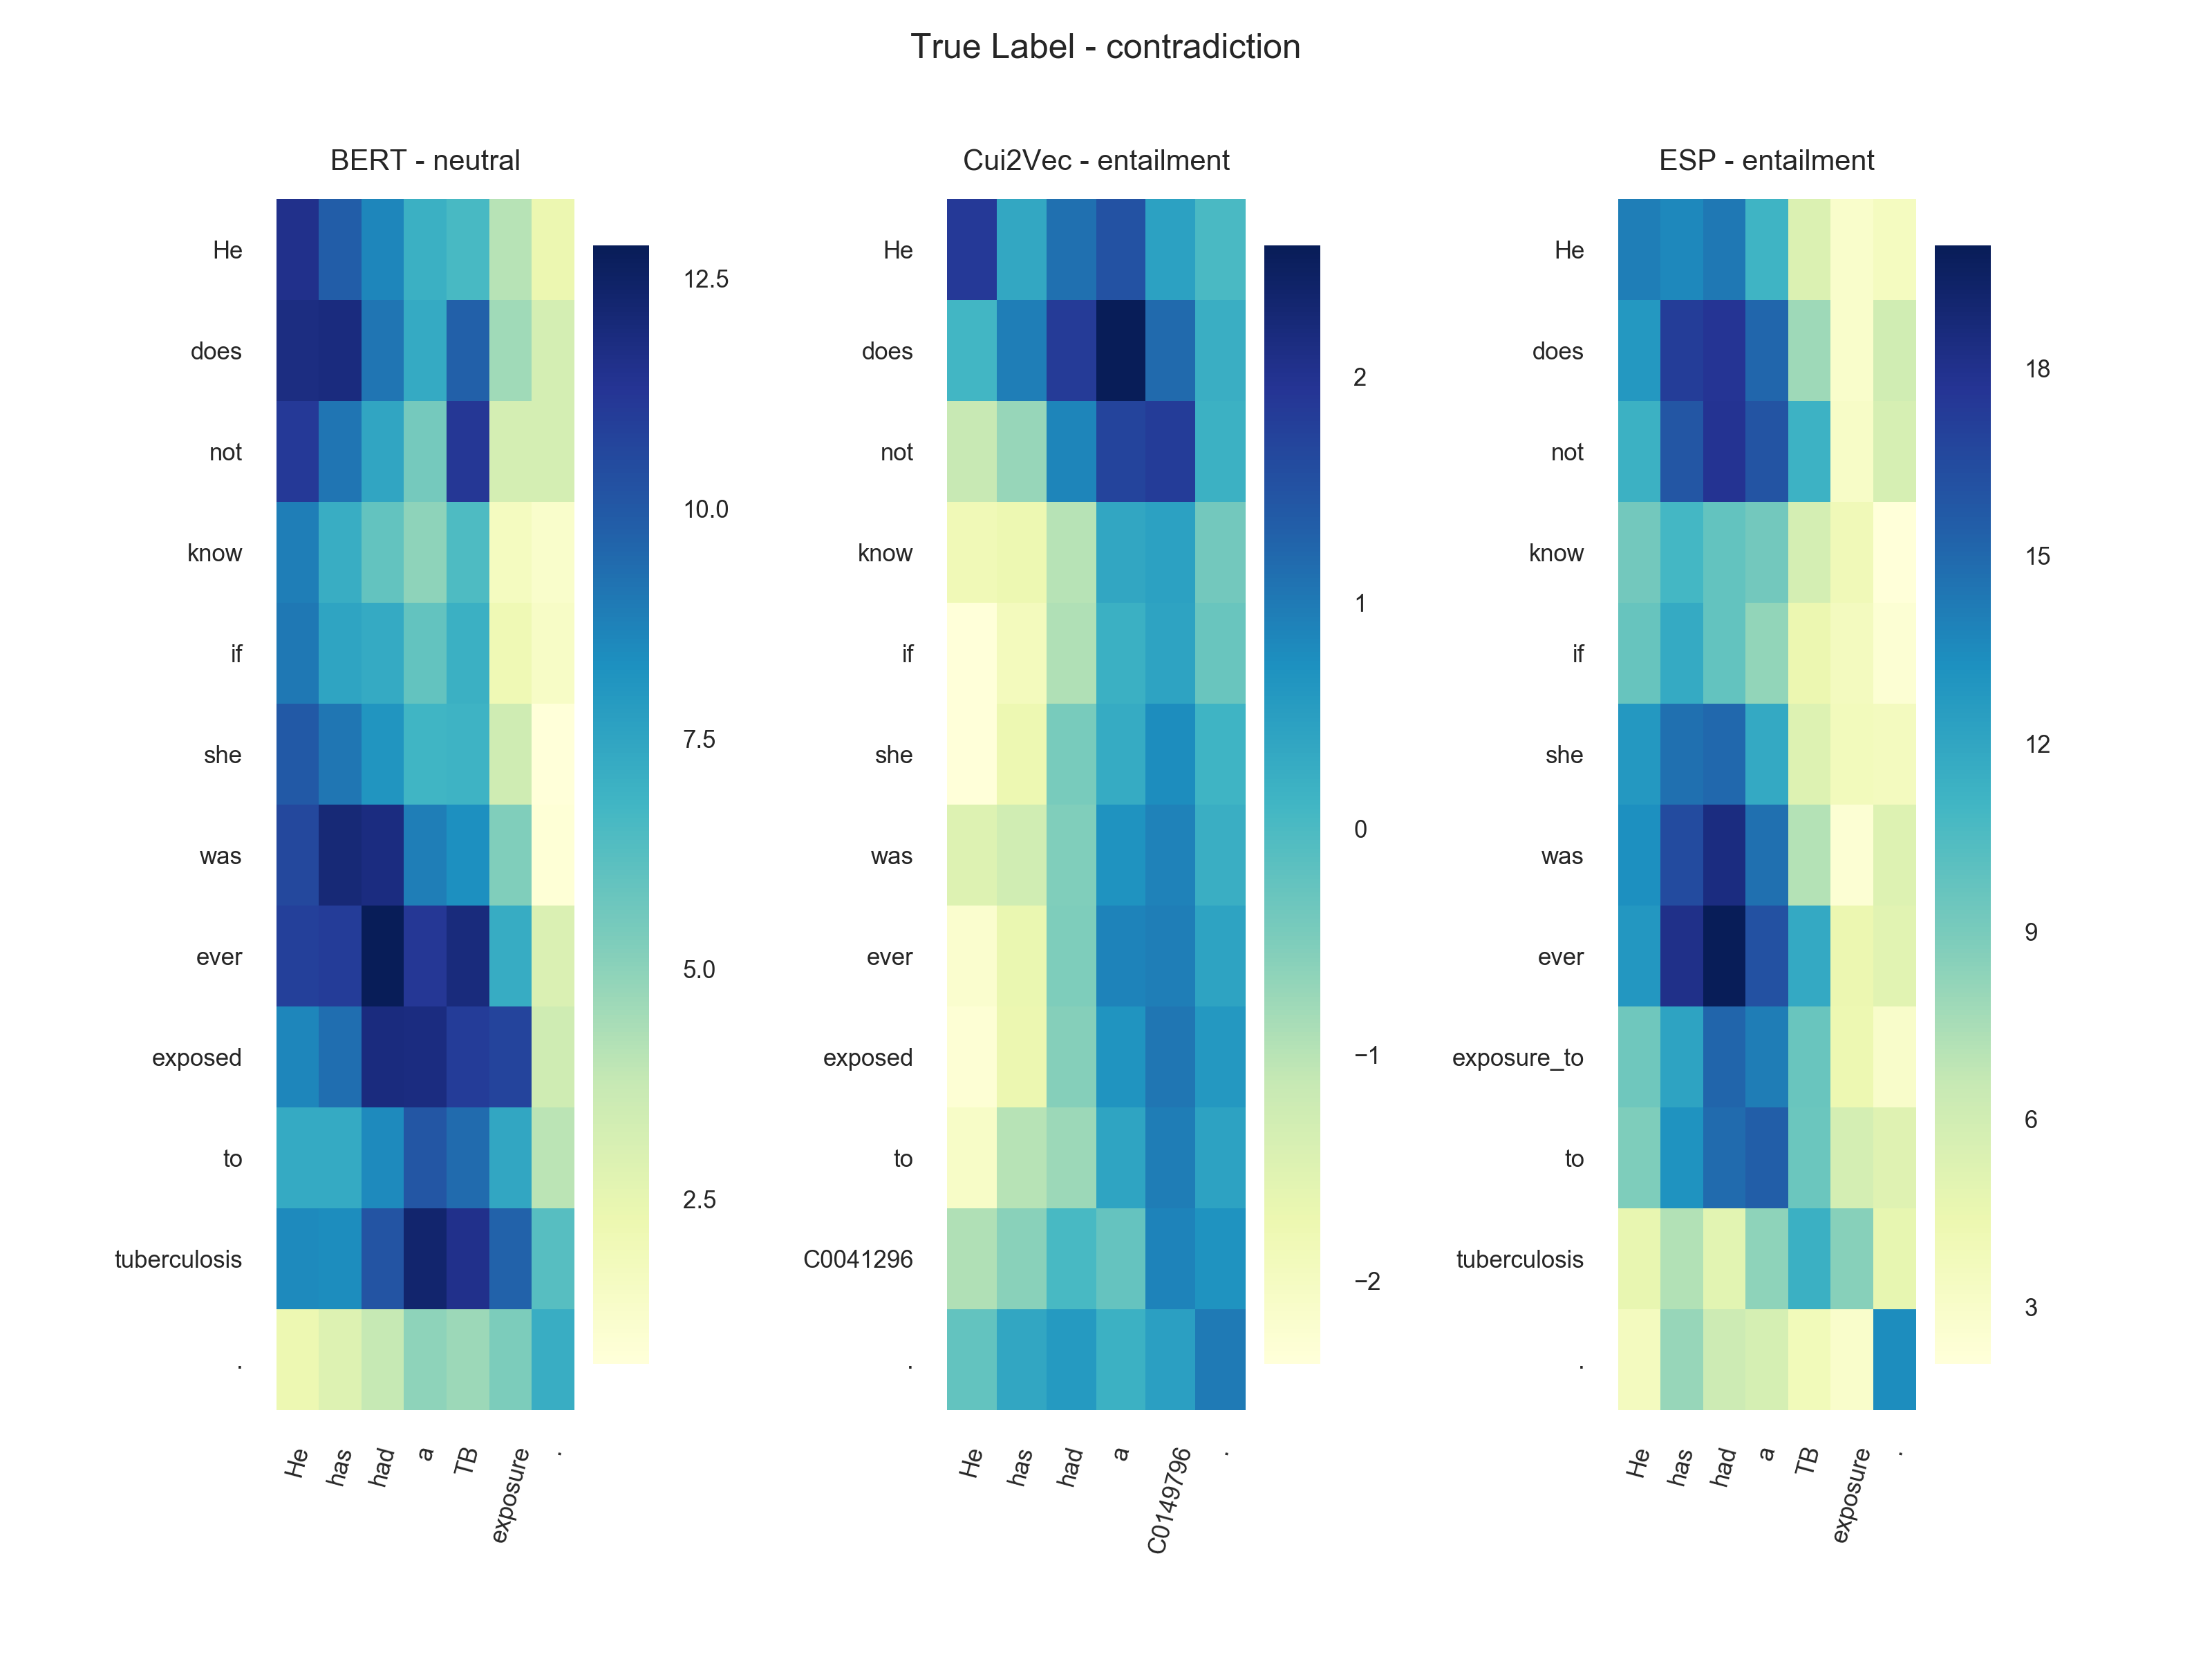 True Label - contradiction
BERT - neutral
He
does
not
know
if
she
was
ever
exposed
to
tuberculosis
.
He
has
had
a
TB
exposure
.
12.5
10.0
7.5
5.0
2.5
Cui2Vec - entailment
He
does
not
know
if
she
was
ever
exposed
to
C0041296
.
He
has
had
a
C0149796
.
2
1
0
−1
−2
ESP - entailment
He
does
not
know
if
she
was
ever
exposure_to
to
tuberculosis
.
He
has
had
a
TB
exposure
.
18
15
12
9
6
3